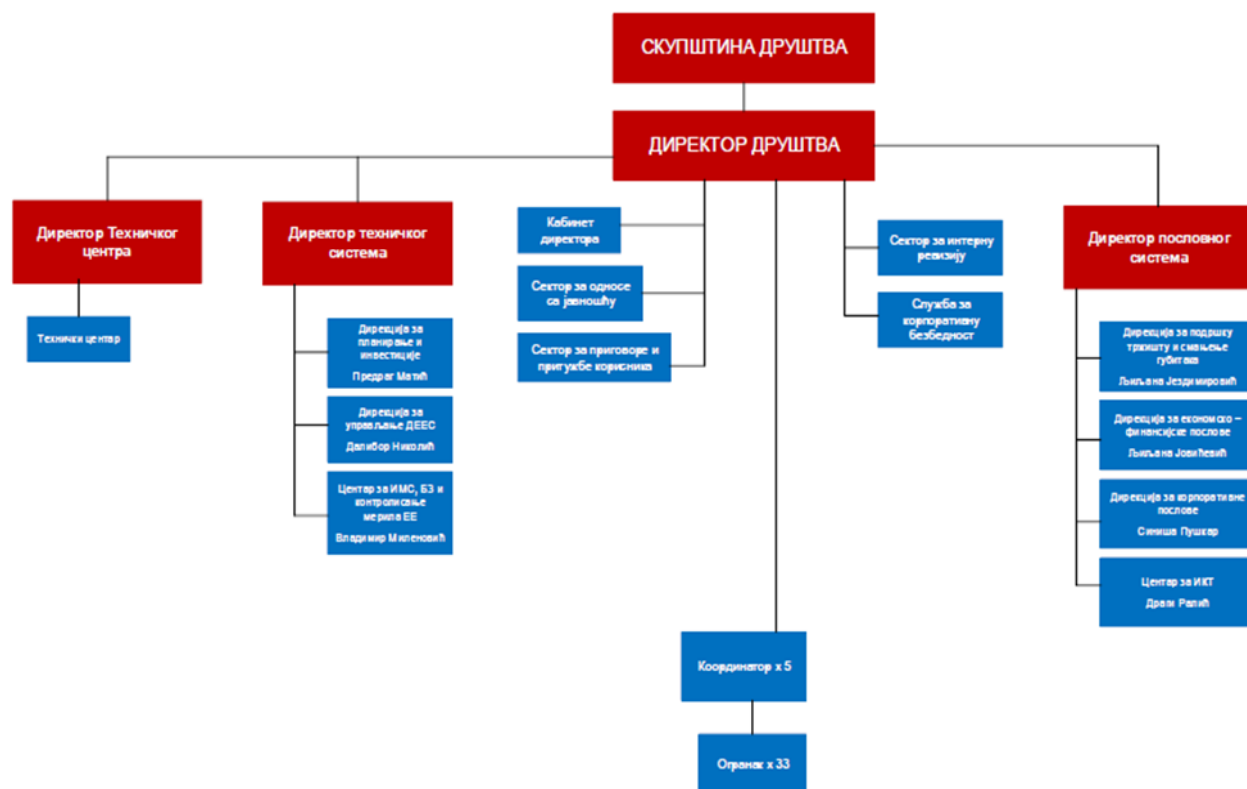 СКУПШТИНА ДРУШТВА
ДИРЕКТОР ДРУШТВА
Директор Техничког
центра
Технички центар
Директор техничког
система
Дирекција за
планирање и
инвестиције
Предраг Матић
Дирекција за
управљање ДЕЕС
Далибор Николић
Центар за ИМС, БЗ и
контролисање
мерила ЕЕ
Владимир Миленовић
Кабинет
директора
Сектор за односе
са јавношћу
Сектор за приговоре и
притужбе корисника
Сектор за интерну
ревизију
Служба за
корпоративну
безбедност
Директор пословног
система
Дирекција за подршку
тржишту и смањење
губитака
Љиљана Јездимировић
Дирекција за економско –
финансијске послове
Љиљана Јовићевић
Дирекција за корпоративне
послове
Синиша Пушкар
Центар за ИКТ
Драги Ралић
Координатор x 5
Огранак x 33